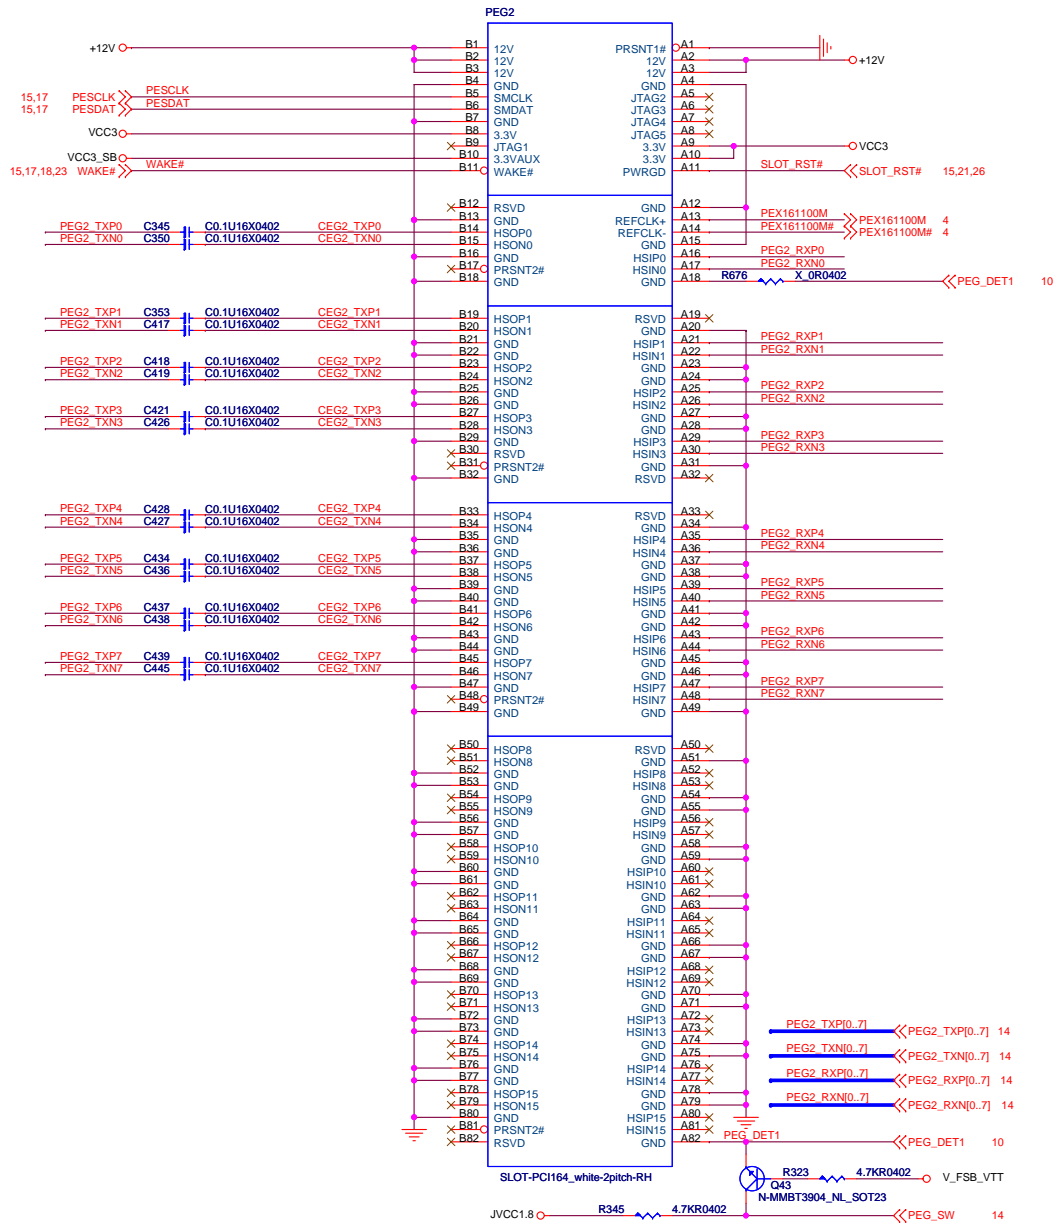 PEG2
+12V B1 12V PRSNT1# A1
B2 12V 12V A2 +12V
B3 12V 12V A3
B4 GND GND A4
15,17 PESCLK PESCLK B5 SMCLK JTAG2 A5
15,17 PESDAT PESDAT B6 SMDAT JTAG3 A6
B7 GND JTAG4 A7
VCC3 B8 3.3V JTAG5 A8
B9 JTAG1 3.3V A9 VCC3
VCC3_SB B10 3.3VAUX 3.3V A10
15,17,18,23 WAKE# WAKE# B11 WAKE# PWRGD A11 SLOT_RST# SLOT_RST# 15,21,26
B12 RSVD GND A12
B13 GND REFCLK+ A13 PEX161100M PEX161100M 4
PEG2_TXP0 C345 C0.1U16X0402 CEG2_TXP0 B14 HSOP0 REFCLK- A14 PEX161100M# PEX161100M# 4
PEG2_TXN0 C350 C0.1U16X0402 CEG2_TXN0 B15 HSON0 GND A15
B16 GND HSIP0 A16 PEG2_RXP0
B17 PRSNT2# HSIN0 A17 PEG2_RXN0
B18 GND GND A18 R676 X_0R0402 PEG_DET1 10
PEG2_TXP1 C353 C0.1U16X0402 CEG2_TXP1 B19 HSOP1 RSVD A19
PEG2_TXN1 C417 C0.1U16X0402 CEG2_TXN1 B20 HSON1 GND A20
B21 GND HSIP1 A21 PEG2_RXP1
B22 GND HSIN1 A22 PEG2_RXN1
PEG2_TXP2 C418 C0.1U16X0402 CEG2_TXP2 B23 HSOP2 GND A23
PEG2_TXN2 C419 C0.1U16X0402 CEG2_TXN2 B24 HSON2 GND A24
B25 GND HSIP2 A25 PEG2_RXP2
B26 GND HSIN2 A26 PEG2_RXN2
PEG2_TXP3 C421 C0.1U16X0402 CEG2_TXP3 B27 HSOP3 GND A27
PEG2_TXN3 C426 C0.1U16X0402 CEG2_TXN3 B28 HSON3 GND A28
B29 GND HSIP3 A29 PEG2_RXP3
B30 RSVD HSIN3 A30 PEG2_RXN3
B31 PRSNT2# GND A31
B32 GND RSVD A32
PEG2_TXP4 C428 C0.1U16X0402 CEG2_TXP4 B33 HSOP4 RSVD A33
PEG2_TXN4 C427 C0.1U16X0402 CEG2_TXN4 B34 HSON4 GND A34
B35 GND HSIP4 A35 PEG2_RXP4
B36 GND HSIN4 A36 PEG2_RXN4
PEG2_TXP5 C434 C0.1U16X0402 CEG2_TXP5 B37 HSOP5 GND A37
PEG2_TXN5 C436 C0.1U16X0402 CEG2_TXN5 B38 HSON5 GND A38
B39 GND HSIP5 A39 PEG2_RXP5
B40 GND HSIN5 A40 PEG2_RXN5
PEG2_TXP6 C437 C0.1U16X0402 CEG2_TXP6 B41 HSOP6 GND A41
PEG2_TXN6 C438 C0.1U16X0402 CEG2_TXN6 B42 HSON6 GND A42
B43 GND HSIP6 A43 PEG2_RXP6
B44 GND HSIN6 A44 PEG2_RXN6
PEG2_TXP7 C439 C0.1U16X0402 CEG2_TXP7 B45 HSOP7 GND A45
PEG2_TXN7 C445 C0.1U16X0402 CEG2_TXN7 B46 HSON7 GND A46
B47 GND HSIP7 A47 PEG2_RXP7
B48 PRSNT2# HSIN7 A48 PEG2_RXN7
B49 GND GND A49
B50 HSOP8 RSVD A50
B51 HSON8 GND A51
B52 GND HSIP8 A52
B53 GND HSIN8 A53
B54 HSOP9 GND A54
B55 HSON9 GND A55
B56 GND HSIP9 A56
B57 GND HSIN9 A57
B58 HSOP10 GND A58
B59 HSON10 GND A59
B60 GND HSIP10 A60
B61 GND HSIN10 A61
B62 HSOP11 GND A62
B63 HSON11 GND A63
B64 GND HSIP11 A64
B65 GND HSIN11 A65
B66 HSOP12 GND A66
B67 HSON12 GND A67
B68 GND HSIP12 A68
B69 GND HSIN12 A69
B70 HSOP13 GND A70
B71 HSON13 GND A71
B72 GND HSIP13 A72
B73 GND HSIN13 A73 PEG2_TXP[0..7] PEG2_TXP[0..7] 14
B74 HSOP14 GND A74
B75 HSON14 GND A75 PEG2_TXN[0..7] PEG2_TXN[0..7] 14
B76 GND HSIP14 A76
B77 GND HSIN14 A77 PEG2_RXP[0..7] PEG2_RXP[0..7] 14
B78 HSOP15 GND A78
B79 HSON15 GND A79 PEG2_RXN[0..7] PEG2_RXN[0..7] 14
B80 GND HSIP15 A80
B81 PRSNT2# HSIN15 A81
B82 RSVD GND A82 PEG_DET1 PEG_DET1 10
SLOT-PCI164_white-2pitch-RH
R323 4.7KR0402 V_FSB_VTT
Q43
N-MMBT3904_NL_SOT23
JVCC1.8 R345 4.7KR0402 PEG_SW 14